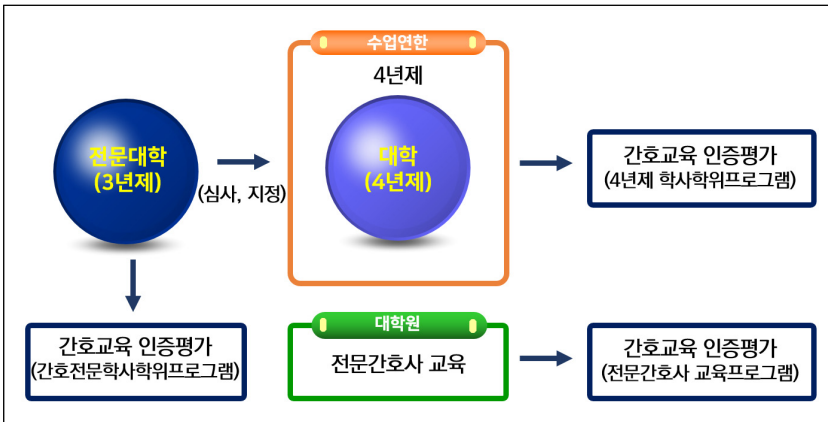 수업연한
4년제
전문대학
(3년제)
(심사, 지정)
대학
(4년제)
간호교육 인증평가
(4년제 학사학위프로그램)
간호교육 인증평가
(간호전문학사학위프로그램)
대학원
전문간호사 교육
간호교육 인증평가
(전문간호사 교육프로그램)